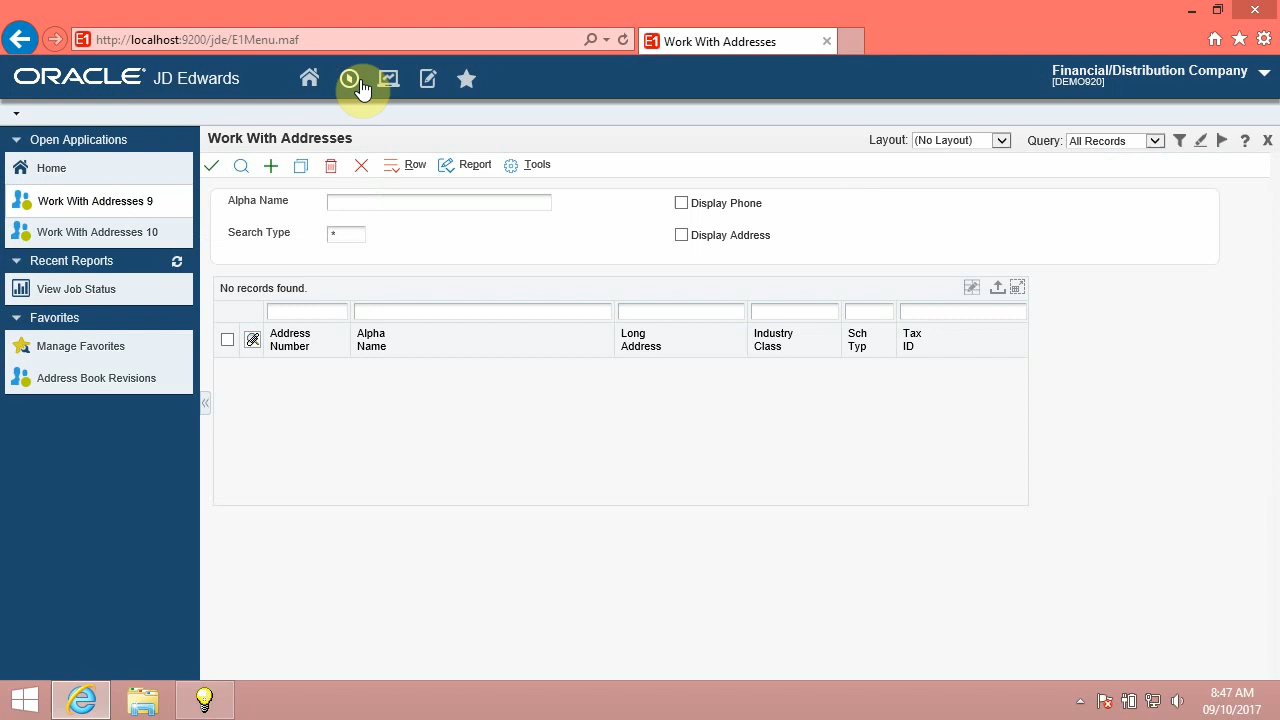 E1 http://localhost:9200/jde/E1Menu.maf
E1 Work With Addresses
ORACLE JD Edwards
Financial/Distribution Company
[DEMO920]
Open Applications
Home
Work With Addresses 9
Work With Addresses 10
Recent Reports
View Job Status
Favorites
Manage Favorites
Address Book Revisions
Work With Addresses
Layout: (No Layout) Query: All Records
Row Report Tools
Alpha Name
Display Phone
Search Type *
Display Address
No records found.
Address Number
Alpha Name
Long Address
Industry Class
Sch Typ
Tax ID
8:47 AM
09/10/2017